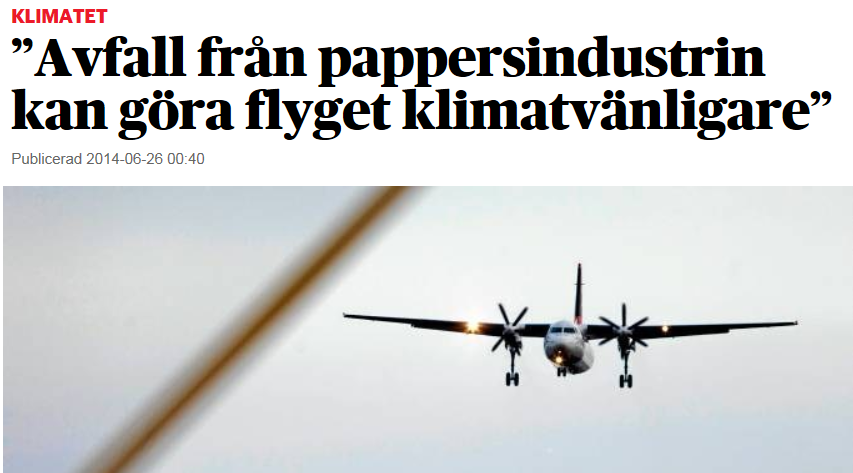 KLIMATET
”Avfall från pappersindustrin
kan göra flyget klimatvänligare”
Publicerad 2014-06-26 00:40